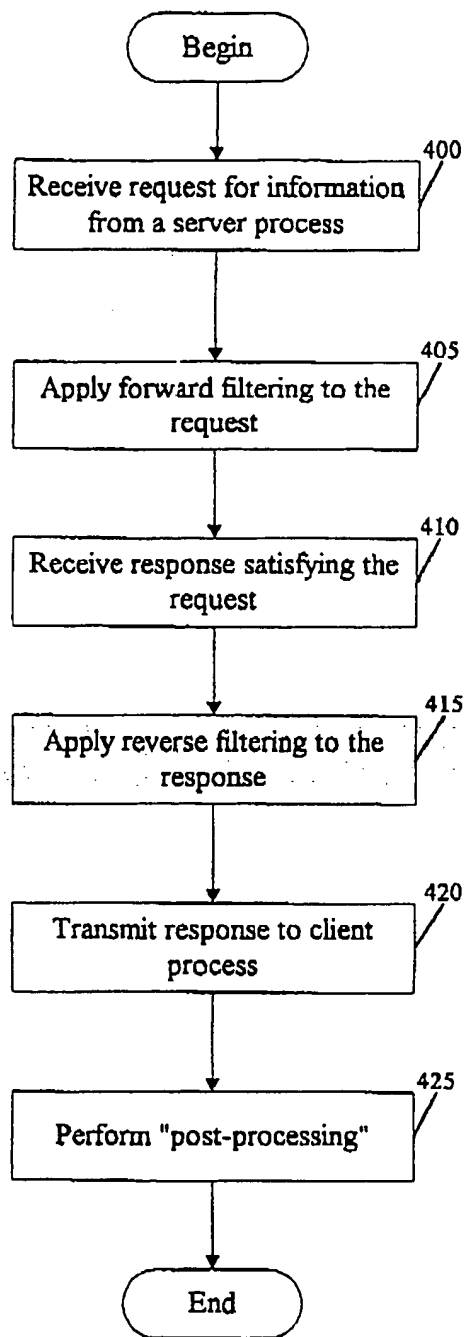 Begin
400
Receive request for information
from a server process
405
Apply forward filtering to the
request
410
Receive response satisfying the
request
415
Apply reverse filtering to the
response
420
Transmit response to client
process
425
Perform "post-processing"
End